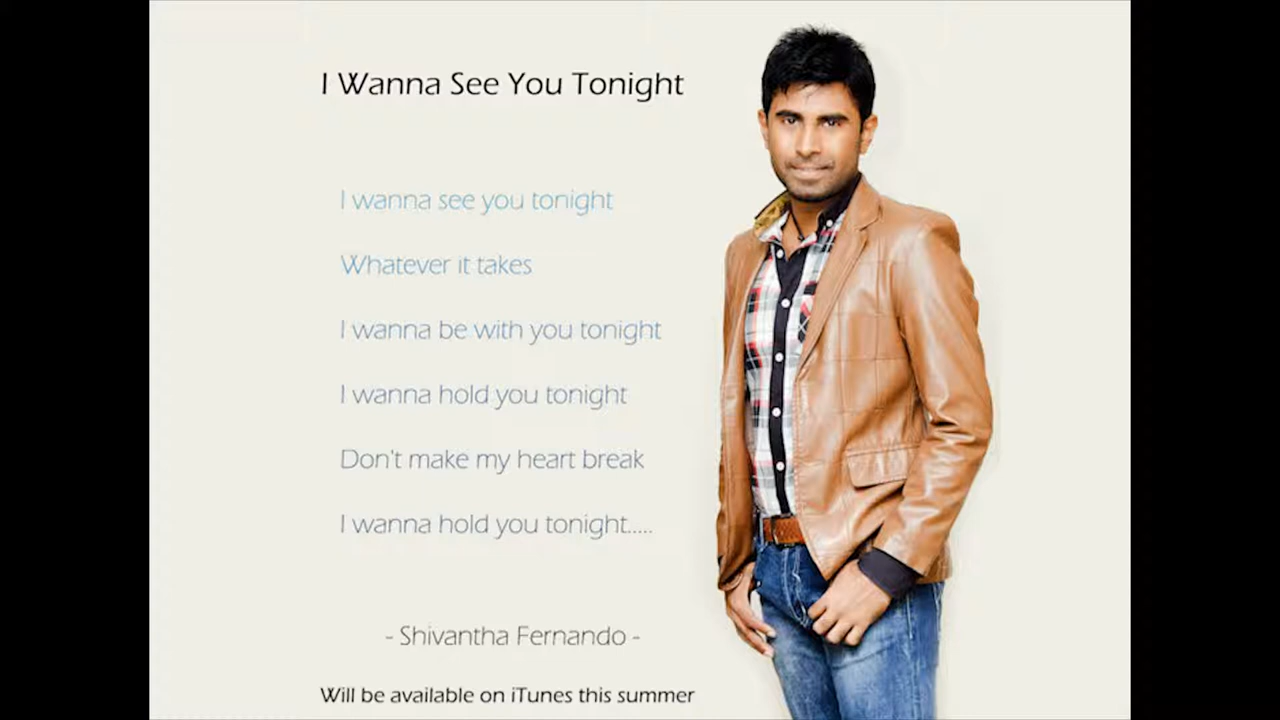 I Wanna See You Tonight
I wanna see you tonight
Whatever it takes
I wanna be with you tonight
I wanna hold you tonight
Don't make my heart break
I wanna hold you tonight.....
- Shivantha Fernando -
Will be available on iTunes this summer